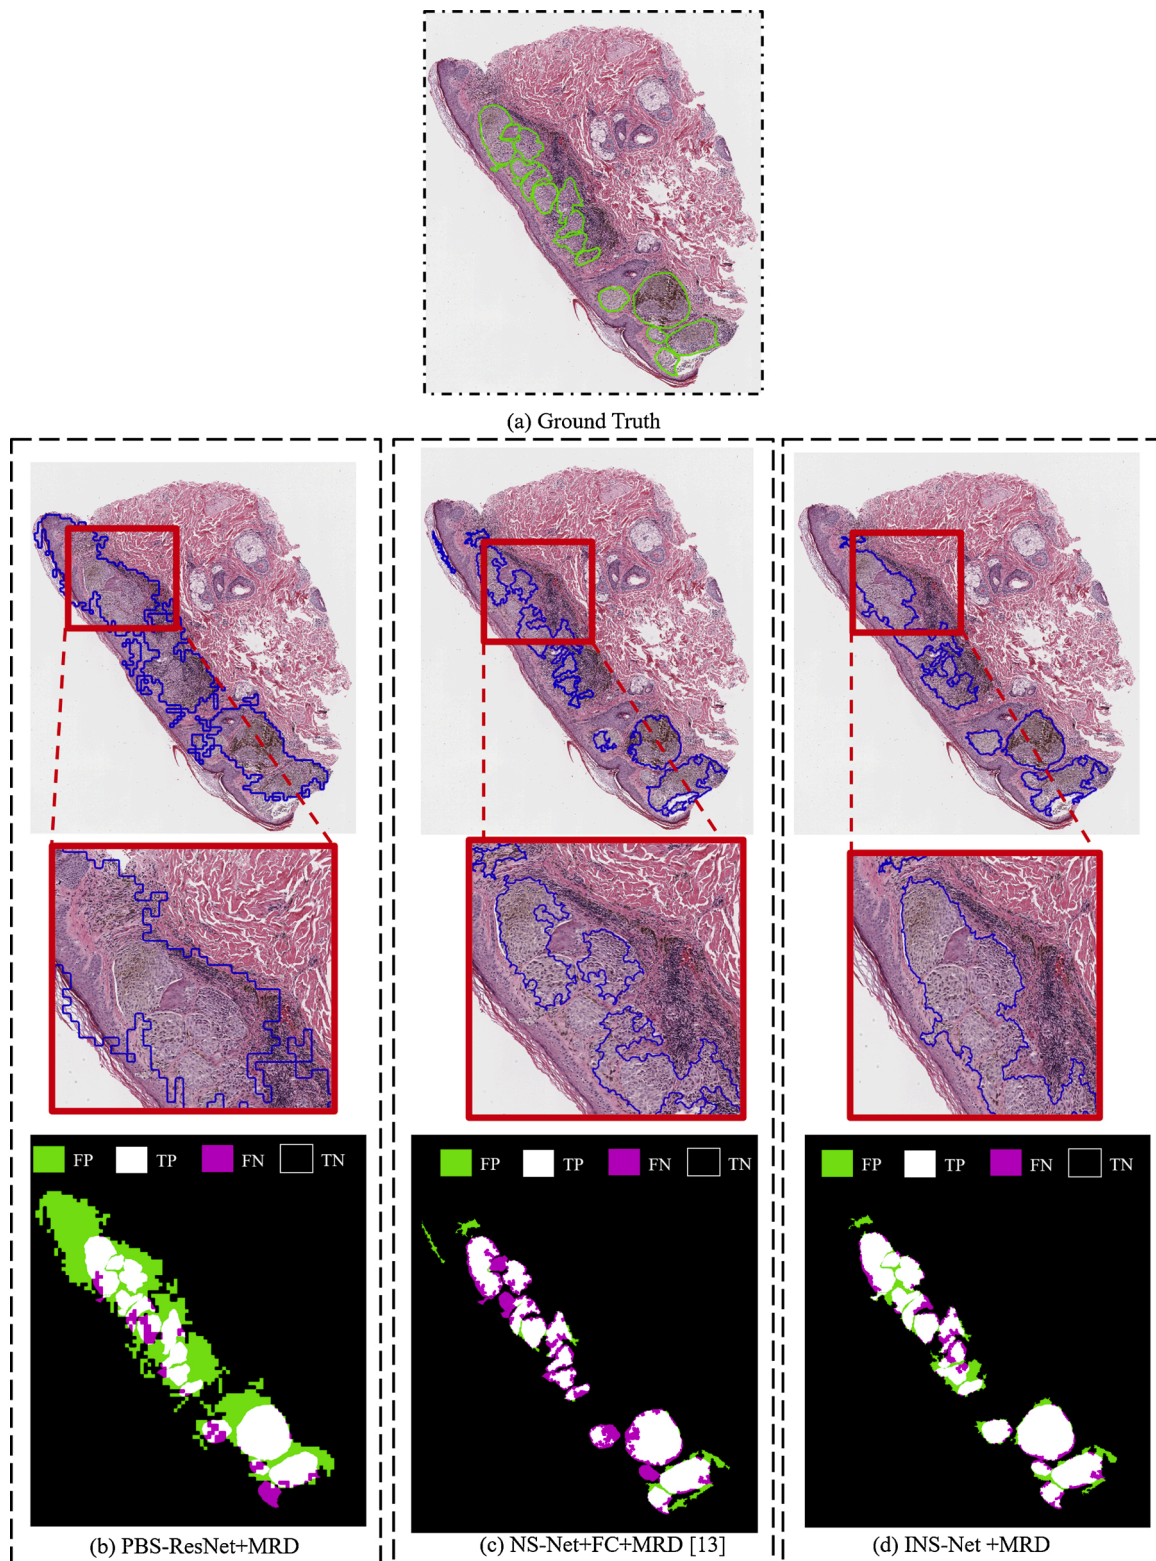 (a) Ground Truth
FP TP FN TN
FP TP FN TN
FP TP FN TN
(b) PBS-ResNet+MRD
(c) NS-Net+FC+MRD [13]
(d) INS-Net +MRD